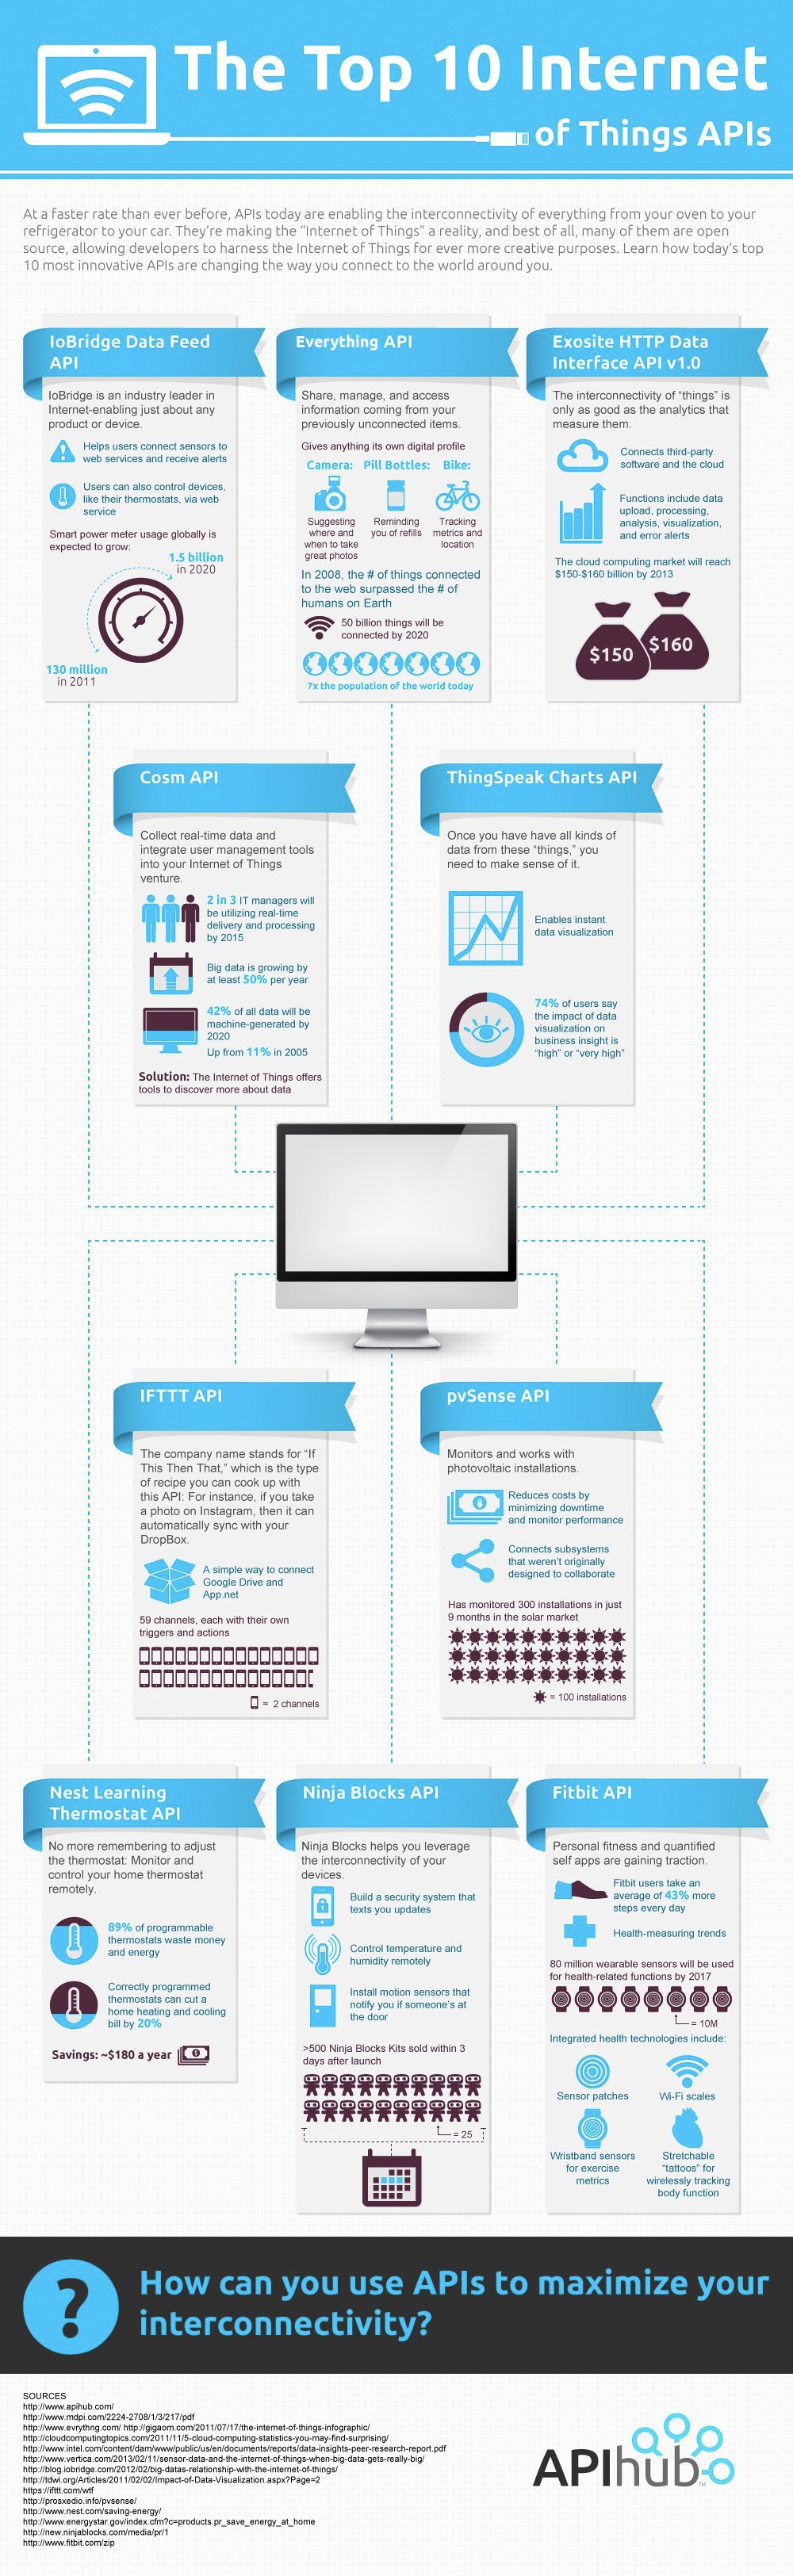 The Top 10 Internet
of Things APIs
At a faster rate than ever before, APIs today are enabling the interconnectivity of everything from your oven to your
refrigerator to your car. They're making the "Internet of Things" a reality, and best of all, many of them are open
source, allowing developers to harness the Internet of Things for ever more creative purposes. Learn how today's top
10 most innovative APIs are changing the way you connect to the world around you.
IoBridge Data Feed
API
IoBridge is an industry leader in
Internet-enabling just about any
product or device.
Helps users connect sensors to
web services and receive alerts
Users can also control devices,
like their thermostats, via web
service
Smart power meter usage globally is
expected to grow:
1.5 billion
in 2020
130 million
in 2011
Everything API
Share, manage, and access
information coming from your
previously unconnected items.
Gives anything its own digital profile
Camera: Pill Bottles: Bike:
Suggesting
where and
when to take
great photos
Reminding
you of refills
Tracking
metrics and
location
In 2008, the # of things connected
to the web surpassed the # of
humans on Earth
50 billion things will be
connected by 2020
7x the population of the world today
Exosite HTTP Data
Interface API v1.0
The interconnectivity of "things" is
only as good as the analytics that
measure them.
Connects third-party
software and the cloud
Functions include data
upload, processing,
analysis, visualization,
and error alerts
The cloud computing market will reach
$150-$160 billion by 2013
$150
$160
Cosm API
Collect real-time data and
integrate user management tools
into your Internet of Things
venture.
2 in 3 IT managers will
be utilizing real-time
delivery and processing
by 2015
Big data is growing by
at least 50% per year
42% of all data will be
machine-generated by
2020
Up from 11% in 2005
Solution: The Internet of Things offers
tools to discover more about data
ThingSpeak Charts API
Once you have have all kinds of
data from these "things," you
need to make sense of it.
Enables instant
data visualization
74% of users say
the impact of data
visualization on
business insight is
"high" or "very high"
IFTTT API
The company name stands for "If
This Then That," which is the type
of recipe you can cook up with
this API: For instance, if you take
a photo on Instagram, then it can
automatically sync with your
DropBox.
A simple way to connect
Google Drive and
App.net
59 channels, each with their own
triggers and actions
= 2 channels
pvSense API
Monitors and works with
photovoltaic installations.
Reduces costs by
minimizing downtime
and monitor performance
Connects subsystems
that weren't originally
designed to collaborate
Has monitored 300 installations in just
9 months in the solar market
= 100 installations
Nest Learning
Thermostat API
No more remembering to adjust
the thermostat: Monitor and
control your home thermostat
remotely.
89% of programmable
thermostats waste money
and energy
Correctly programmed
thermostats can cut a
home heating and cooling
bill by 20%
Savings: ~$180 a year
Ninja Blocks API
Ninja Blocks helps you leverage
the interconnectivity of your
devices.
Build a security system that
texts you updates
Control temperature and
humidity remotely
Install motion sensors that
notify you if someone's at
the door
>500 Ninja Blocks Kits sold within 3
days after launch
= 25
Fitbit API
Personal fitness and quantified
self apps are gaining traction.
Fitbit users take an
average of 43% more
steps every day
Health-measuring trends
80 million wearable sensors will be used
for health-related functions by 2017
= 10M
Integrated health technologies include:
Sensor patches
Wi-Fi scales
Wristband sensors
for exercise
metrics
Stretchable
"tattoos" for
wirelessly tracking
body function
?
How can you use APIs to maximize your
interconnectivity?
SOURCES
http://www.apihub.com/
http://www.mdpi.com/2224-2708/1/3/217/pdf
http://www.evrythng.com/ http://gigaom.com/2011/07/17/the-internet-of-things-infographic/
http://cloudcomputingtopics.com/2011/11/5-cloud-computing-statistics-you-may-find-surprising/
http://www.intel.com/content/dam/www/public/us/en/documents/reports/data-insights-peer-research-report.pdf
http://www.vertica.com/2013/02/11/sensor-data-and-the-internet-of-things-when-big-data-gets-really-big/
http://blog.iobridge.com/2012/02/big-datas-relationship-with-the-internet-of-things/
http://tdwi.org/Articles/2011/02/02/Impact-of-Data-Visualization.aspx?Page=2
https://ifttt.com/wtf
http://prosxedio.info/pvsense/
http://www.nest.com/saving-energy/
http://www.energystar.gov/index.cfm?c=products.pr_save_energy_at_home
http://new.ninjablocks.com/media/pr/1
http://www.fitbit.com/zip
APIhub™